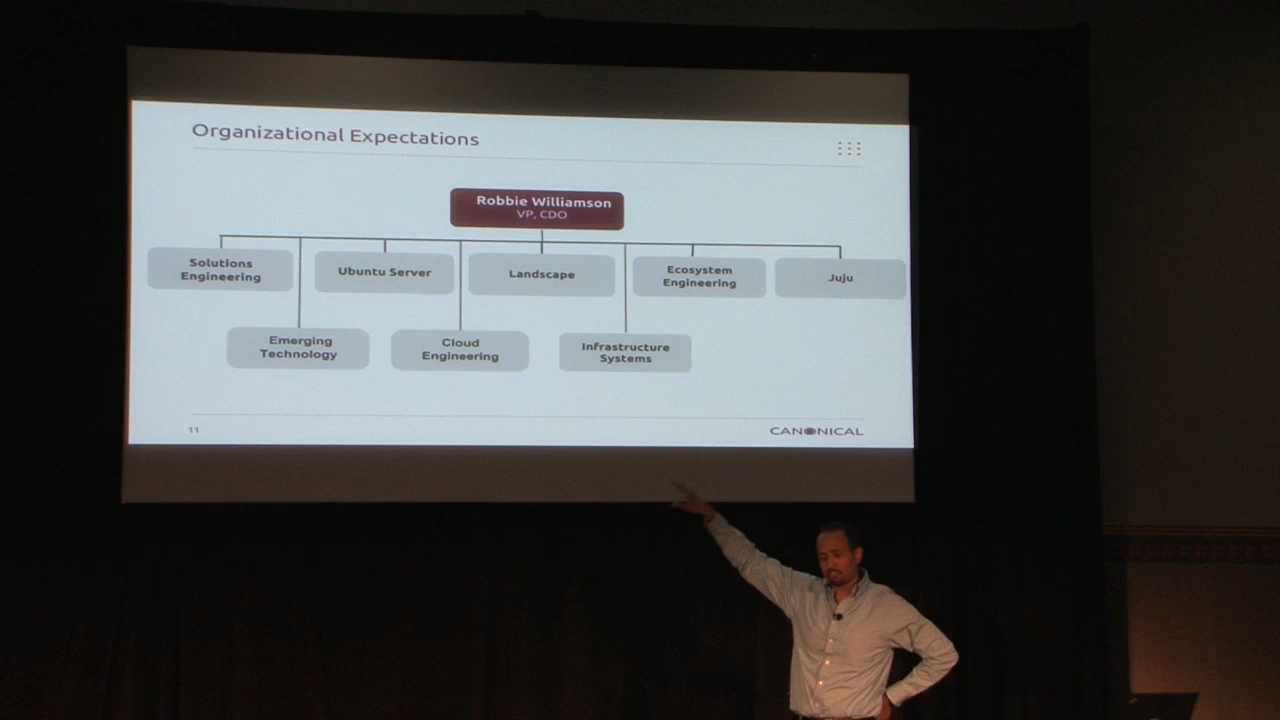 Organizational Expectations
Robbie Williamson
VP, CDO
Solutions
Engineering
Ubuntu Server
Landscape
Ecosystem
Engineering
Juju
Emerging
Technology
Cloud
Engineering
Infrastructure
Systems
11
CANONICAL